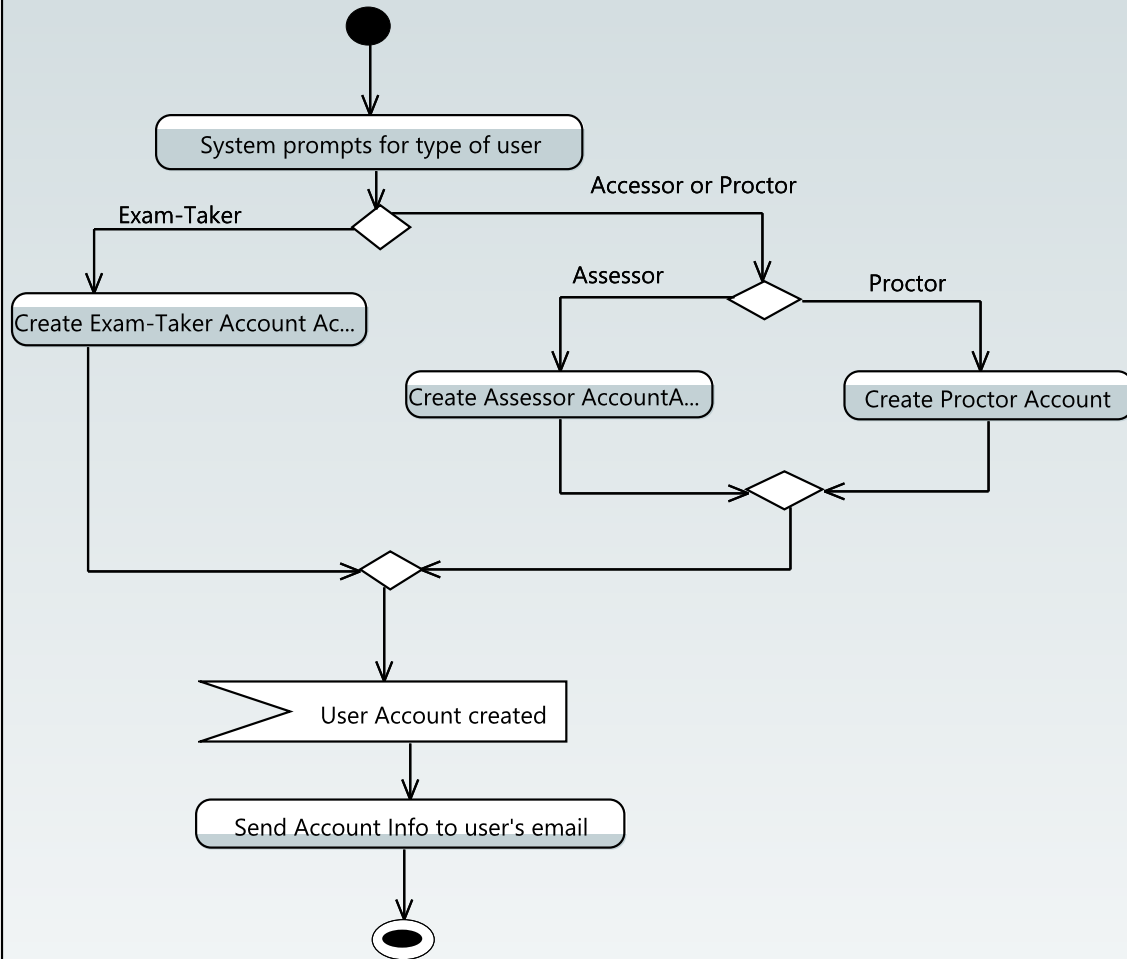 System prompts for type of user
Accessor or Proctor
Exam-Taker
Assessor
Proctor
Create Exam-Taker Account Ac...
Create Assessor AccountA...
Create Proctor Account
User Account created
Send Account Info to user's email